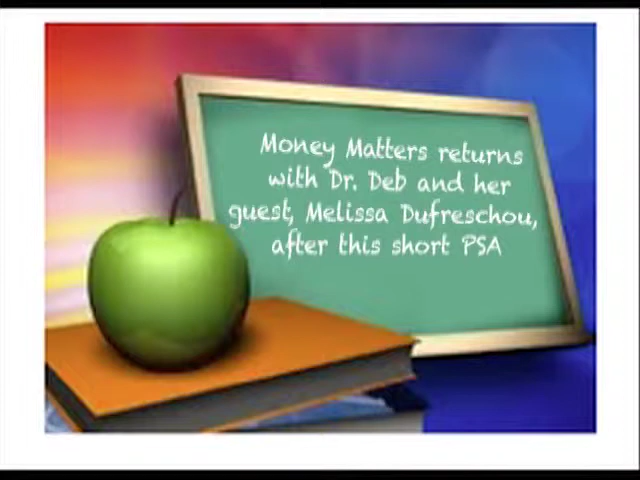 Money Matters returns
with Dr. Deb and her
guest, Melissa Dufreschou,
after this short PSA